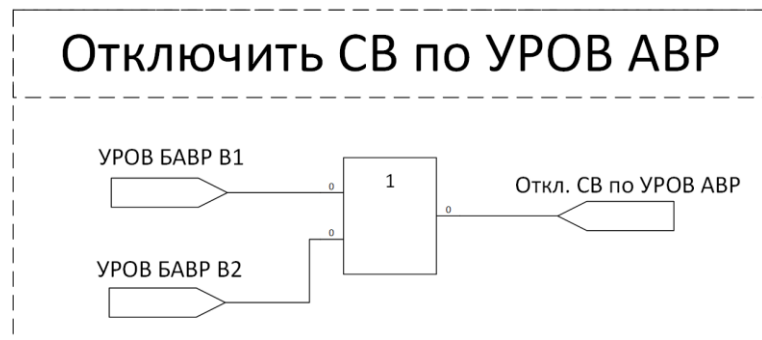 Отключить СВ по УРОВ АВР
УРОВ БАВР В1
0
1
Откл. СВ по УРОВ АВР
0
0
УРОВ БАВР В2